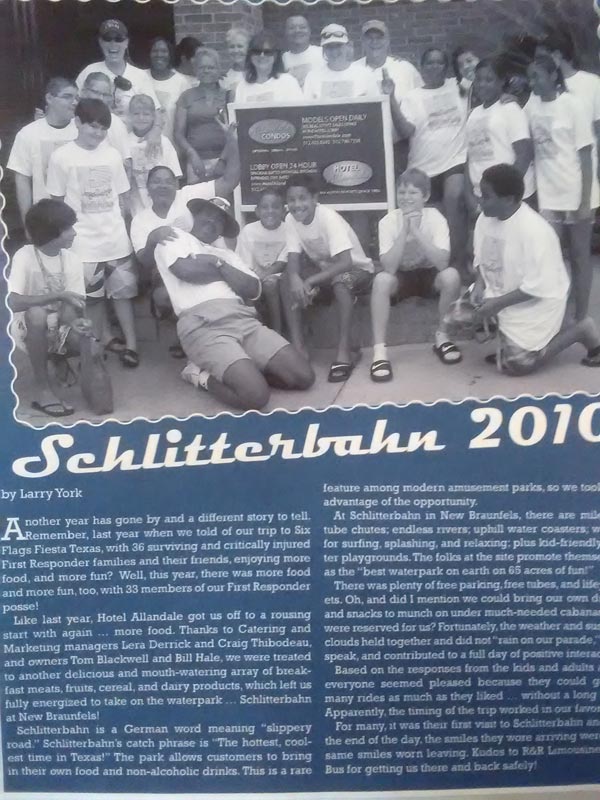 CONDOS
MODELS OPEN DAILY
LOBBY OPEN 24 HOUR
HOTEL
Schlitterbahn 2010
by Larry York
Another year has gone by and a different story to tell.
Remember, last year when we told of our trip to Six
Flags Fiesta Texas, with 36 surviving and critically injured
First Responder families and their friends, enjoying more
food, and more fun? Well, this year, there was more food
and more fun, too, with 33 members of our First Responder
posse!
Like last year, Hotel Allandale got us off to a rousing
start with again ... more food. Thanks to Catering and
Marketing managers Lera Derrick and Craig Thibodeau,
and owners Tom Blackwell and Bill Hale, we were treated
to another delicious and mouth-watering array of break-
fast meats, fruits, cereal, and dairy products, which left us
fully energized to take on the waterpark ... Schlitterbahn
at New Braunfels!
Schlitterbahn is a German word meaning "slippery
road." Schlitterbahn's catch phrase is "The hottest, cool-
est time in Texas!" The park allows customers to bring
in their own food and non-alcoholic drinks. This is a rare
feature among modern amusement parks, so we took
advantage of the opportunity.
At Schlitterbahn in New Braunfels, there are mile
tube chutes; endless rivers; uphill water coasters; w
for surfing, splashing, and relaxing; plus kid-friendly
ter playgrounds. The folks at the site promote themse
as the "best waterpark on earth on 65 acres of fun!"
There was plenty of free parking, free tubes, and life
ets. Oh, and did I mention we could bring our own d
and snacks to munch on under much-needed cabanas
were reserved for us? Fortunately, the weather and sus
clouds held together and did not "rain on our parade,"
speak, and contributed to a full day of positive interac
Based on the responses from the kids and adults a
everyone seemed pleased because they could g
many rides as much as they liked ... without a long
Apparently, the timing of the trip worked in our favor
For many, it was their first visit to Schlitterbahn and
the end of the day, the smiles they wore arriving were
same smiles worn leaving. Kudos to R&R Limousine
Bus for getting us there and back safely!